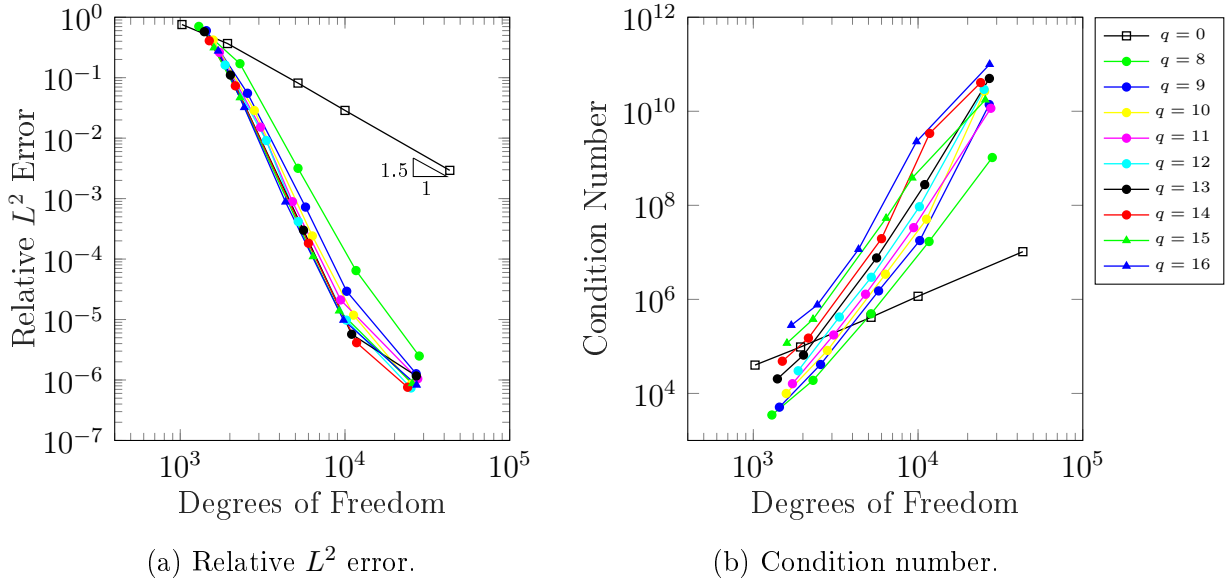 10^0
10^{-1}
10^{-2}
10^{-3}
10^{-4}
10^{-5}
10^{-6}
10^{-7}
Relative L^2 Error
1.5
1
10^3
10^4
10^5
Degrees of Freedom
(a) Relative L^2 error.
10^{12}
10^{10}
10^8
10^6
10^4
Condition Number
10^3
10^4
10^5
Degrees of Freedom
(b) Condition number.
q = 0
q = 8
q = 9
q = 10
q = 11
q = 12
q = 13
q = 14
q = 15
q = 16